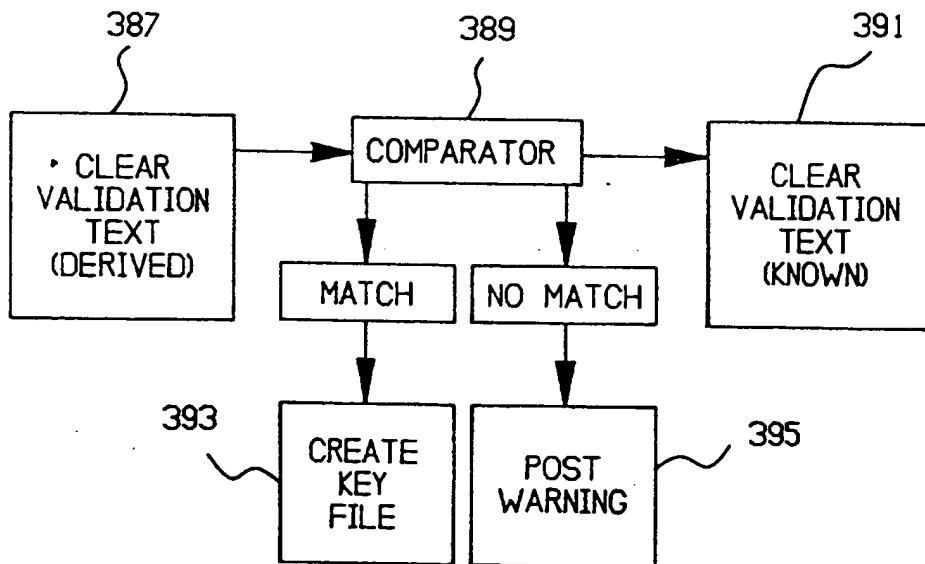 387
389
391
CLEAR
VALIDATION
TEXT
(DERIVED)
COMPARATOR
CLEAR
VALIDATION
TEXT
(KNOWN)
MATCH
NO MATCH
393
CREATE
KEY
FILE
POST
WARNING
395